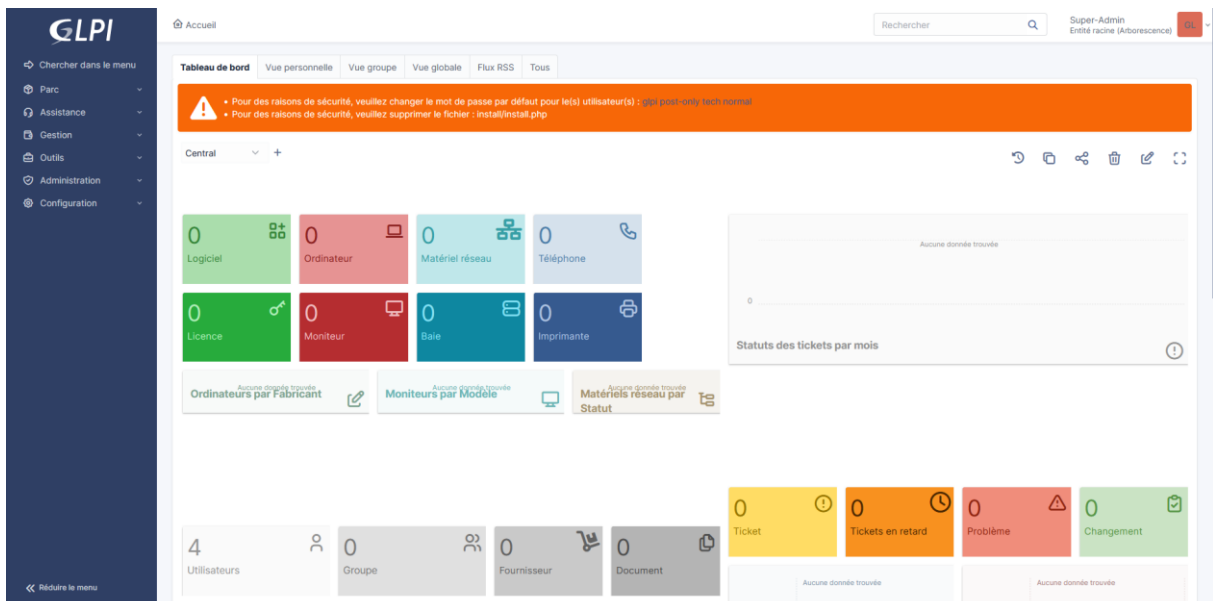 GLPI
Accueil
Rechercher
Super-Admin
Entité racine (Arborescence)
GL
Chercher dans le menu
Parc
Assistance
Gestion
Outils
Administration
Configuration
Réduire le menu
Tableau de bord Vue personnelle Vue groupe Vue globale Flux RSS Tous
• Pour des raisons de sécurité, veuillez changer le mot de passe par défaut pour le(s) utilisateur(s) : glpi post-only tech normal
• Pour des raisons de sécurité, veuillez supprimer le fichier : install/install.php
Central
0
Logiciel
0
Ordinateur
0
Matériel réseau
0
Téléphone
0
Licence
0
Moniteur
0
Baie
0
Imprimante
Aucune donnée trouvée
0
Statuts des tickets par mois
Aucune donnée trouvée
Ordinateurs par Fabricant
Aucune donnée trouvée
Moniteurs par Modèle
Aucune donnée trouvée
Matériels réseau par
Statut
4
Utilisateurs
0
Groupe
0
Fournisseur
0
Document
0
Ticket
0
Tickets en retard
0
Problème
0
Changement
Aucune donnée trouvée
Aucune donnée trouvée